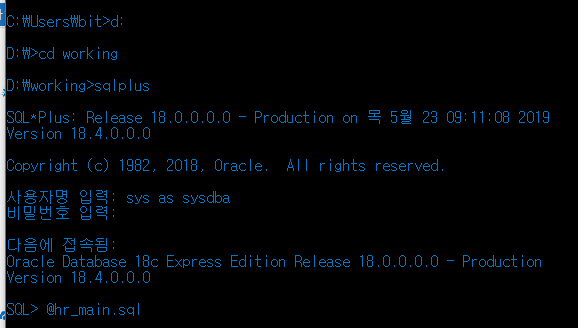 C:\Users\bit>d:
D:\>cd working
D:\working>sqlplus
SQL*Plus: Release 18.0.0.0.0 - Production on 목 5월 23 09:11:08 2019
Version 18.4.0.0.0
Copyright (c) 1982, 2018, Oracle.  All rights reserved.
사용자명 입력: sys as sysdba
비밀번호 입력:
다음에 접속됨:
Oracle Database 18c Express Edition Release 18.0.0.0.0 - Production
Version 18.4.0.0.0
SQL> @hr_main.sql